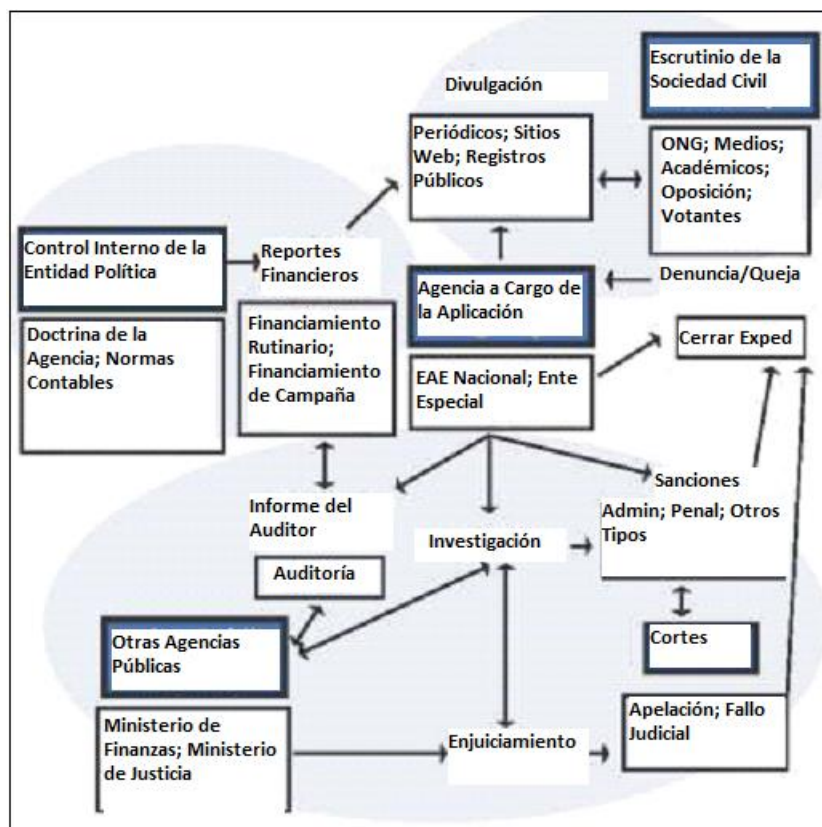 Escrutinio de la
Sociedad Civil
Divulgación
Periódicos; Sitios
Web; Registros
Públicos
ONG; Medios;
Académicos;
Oposición;
Votantes
Control Interno de la
Entidad Política
Reportes
Financieros
Agencia a Cargo de
la Aplicación
Denuncia/Queja
Doctrina de la
Agencia; Normas
Contables
Financiamiento
Rutinario;
Financiamiento
de Campaña
EAE Nacional; Ente
Especial
Cerrar Exped
Informe del
Auditor
Auditoría
Investigación
Sanciones
Admin; Penal; Otros
Tipos
Otras Agencias
Públicas
Cortes
Ministerio de
Finanzas; Ministerio
de Justicia
Enjuiciamiento
Apelación; Fallo
Judicial